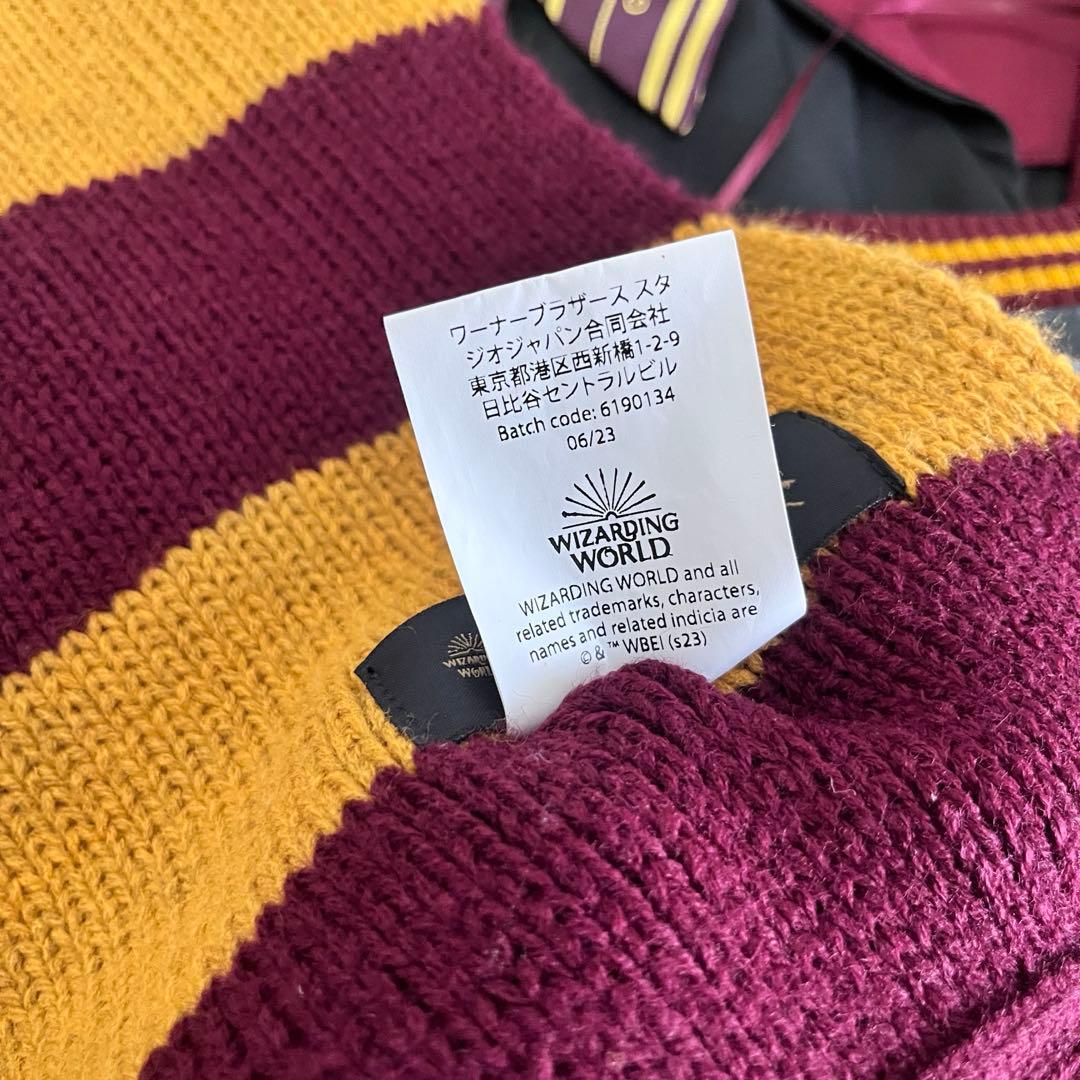 ワーナーブラザース スタ
ジオジャパン合同会社
東京都港区西新橋1-2-9
日比谷セントラルビル
Batch code: 6190134
06/23
WIZARDING
WORLD
WIZARDING WORLD and all
related trademarks, characters,
names and related indicia are
©&™ WBEI (s23)